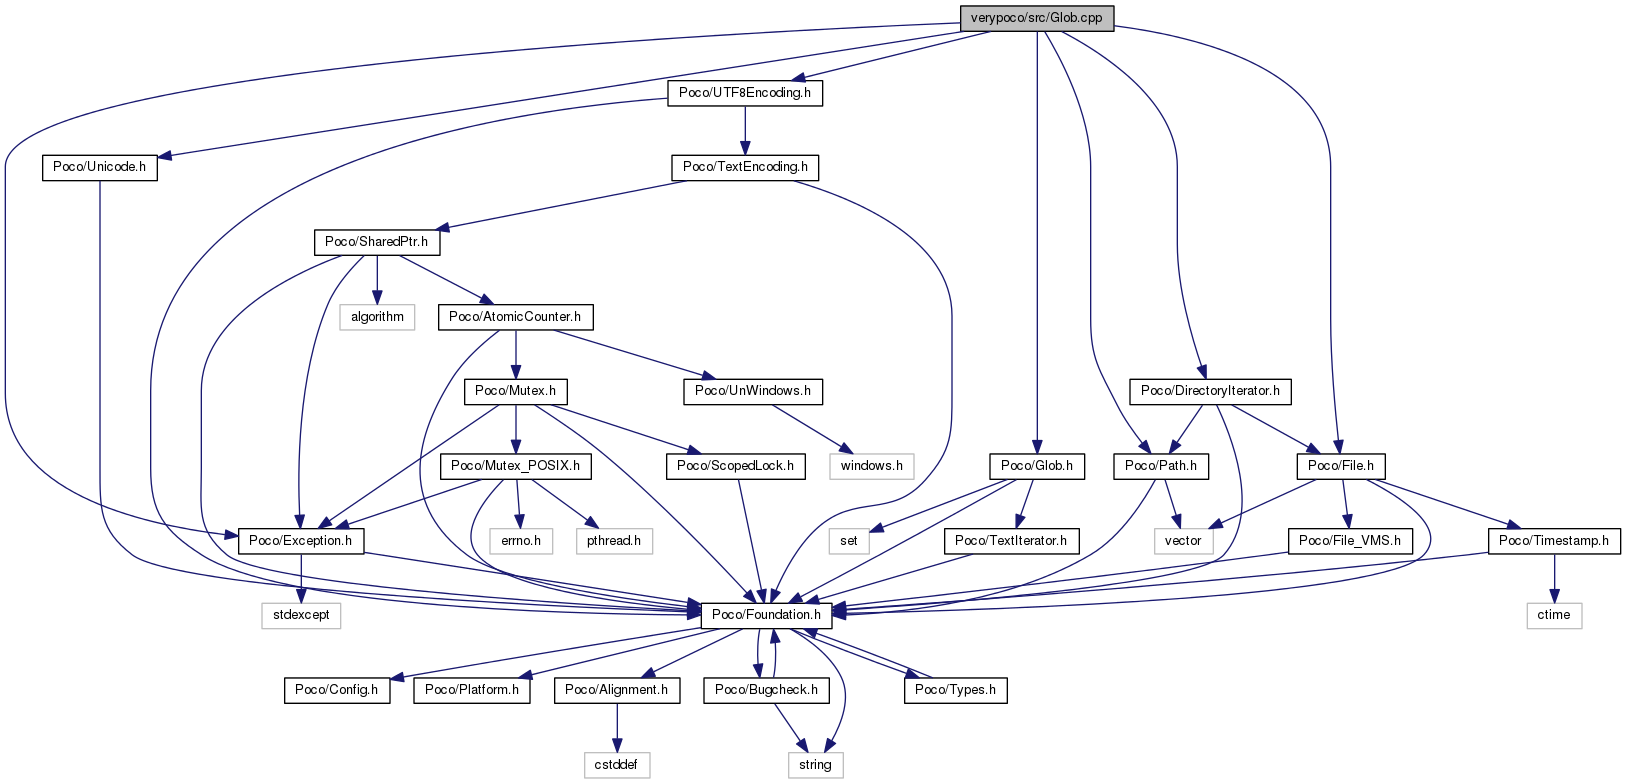 verypoco/src/Glob.cpp
Poco/UTF8Encoding.h
Poco/Unicode.h
Poco/TextEncoding.h
Poco/SharedPtr.h
algorithm
Poco/AtomicCounter.h
Poco/Mutex.h
Poco/UnWindows.h
Poco/DirectoryIterator.h
Poco/Mutex_POSIX.h
Poco/ScopedLock.h
windows.h
Poco/Glob.h
Poco/Path.h
Poco/File.h
Poco/Exception.h
errno.h
pthread.h
set
Poco/TextIterator.h
vector
Poco/File_VMS.h
Poco/Timestamp.h
stdexcept
Poco/Foundation.h
ctime
Poco/Config.h
Poco/Platform.h
Poco/Alignment.h
Poco/Bugcheck.h
Poco/Types.h
cstddef
string